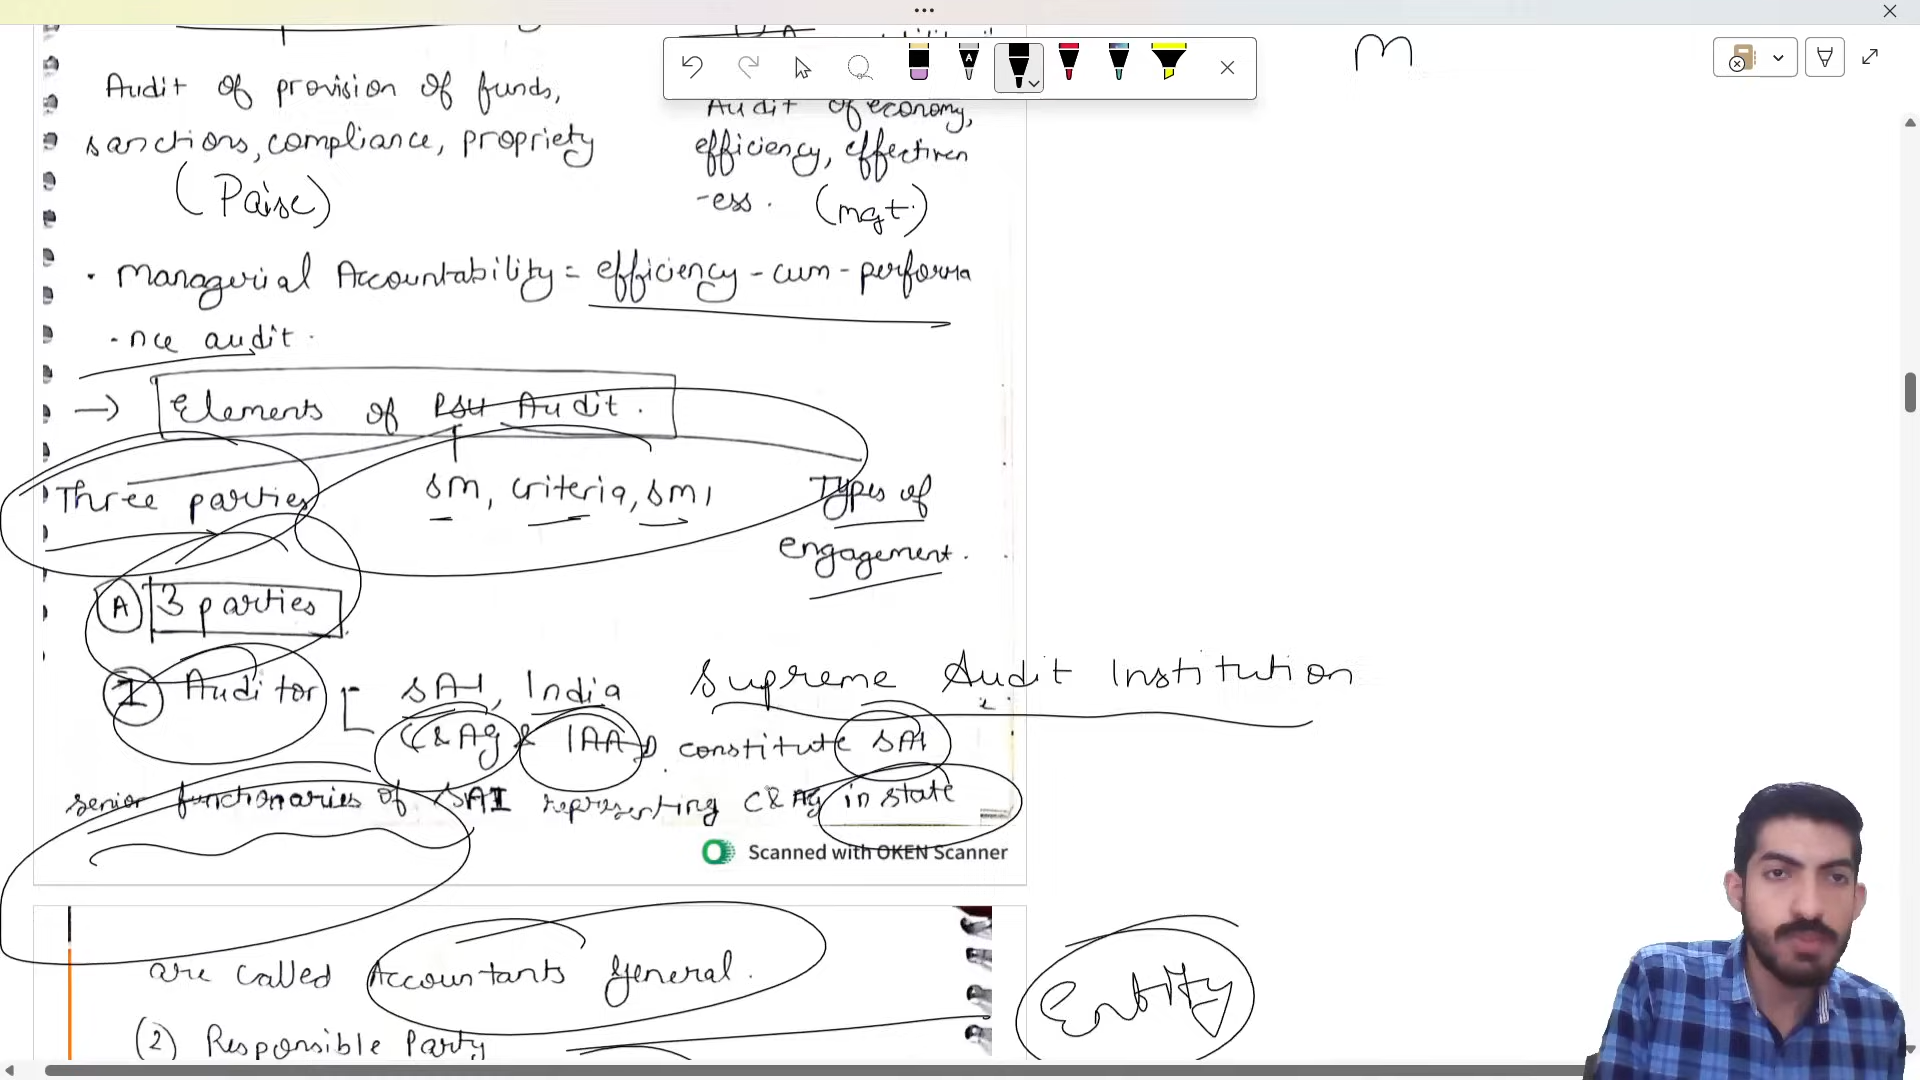 m
Audit of provision of funds,
sanctions, compliance, propriety
(Paise)
Audit of economy,
efficiency, effectiven
-ess.
(mgt.)
· Managerial Accountability = efficiency - cum - performa
·nce audit.
→ Elements of PSU Audit.
Three parties
SM, criteria, SMI
Types of
engagement.
A 3 parties
I Auditor
SAI, India
Supreme Audit Institution
C&AG & IAAD constitute SAI
senior functionaries of SAI representing C&AG in state
Scanned with OKEN Scanner
are called Accountants General.
Entity
(2) Responsible Party